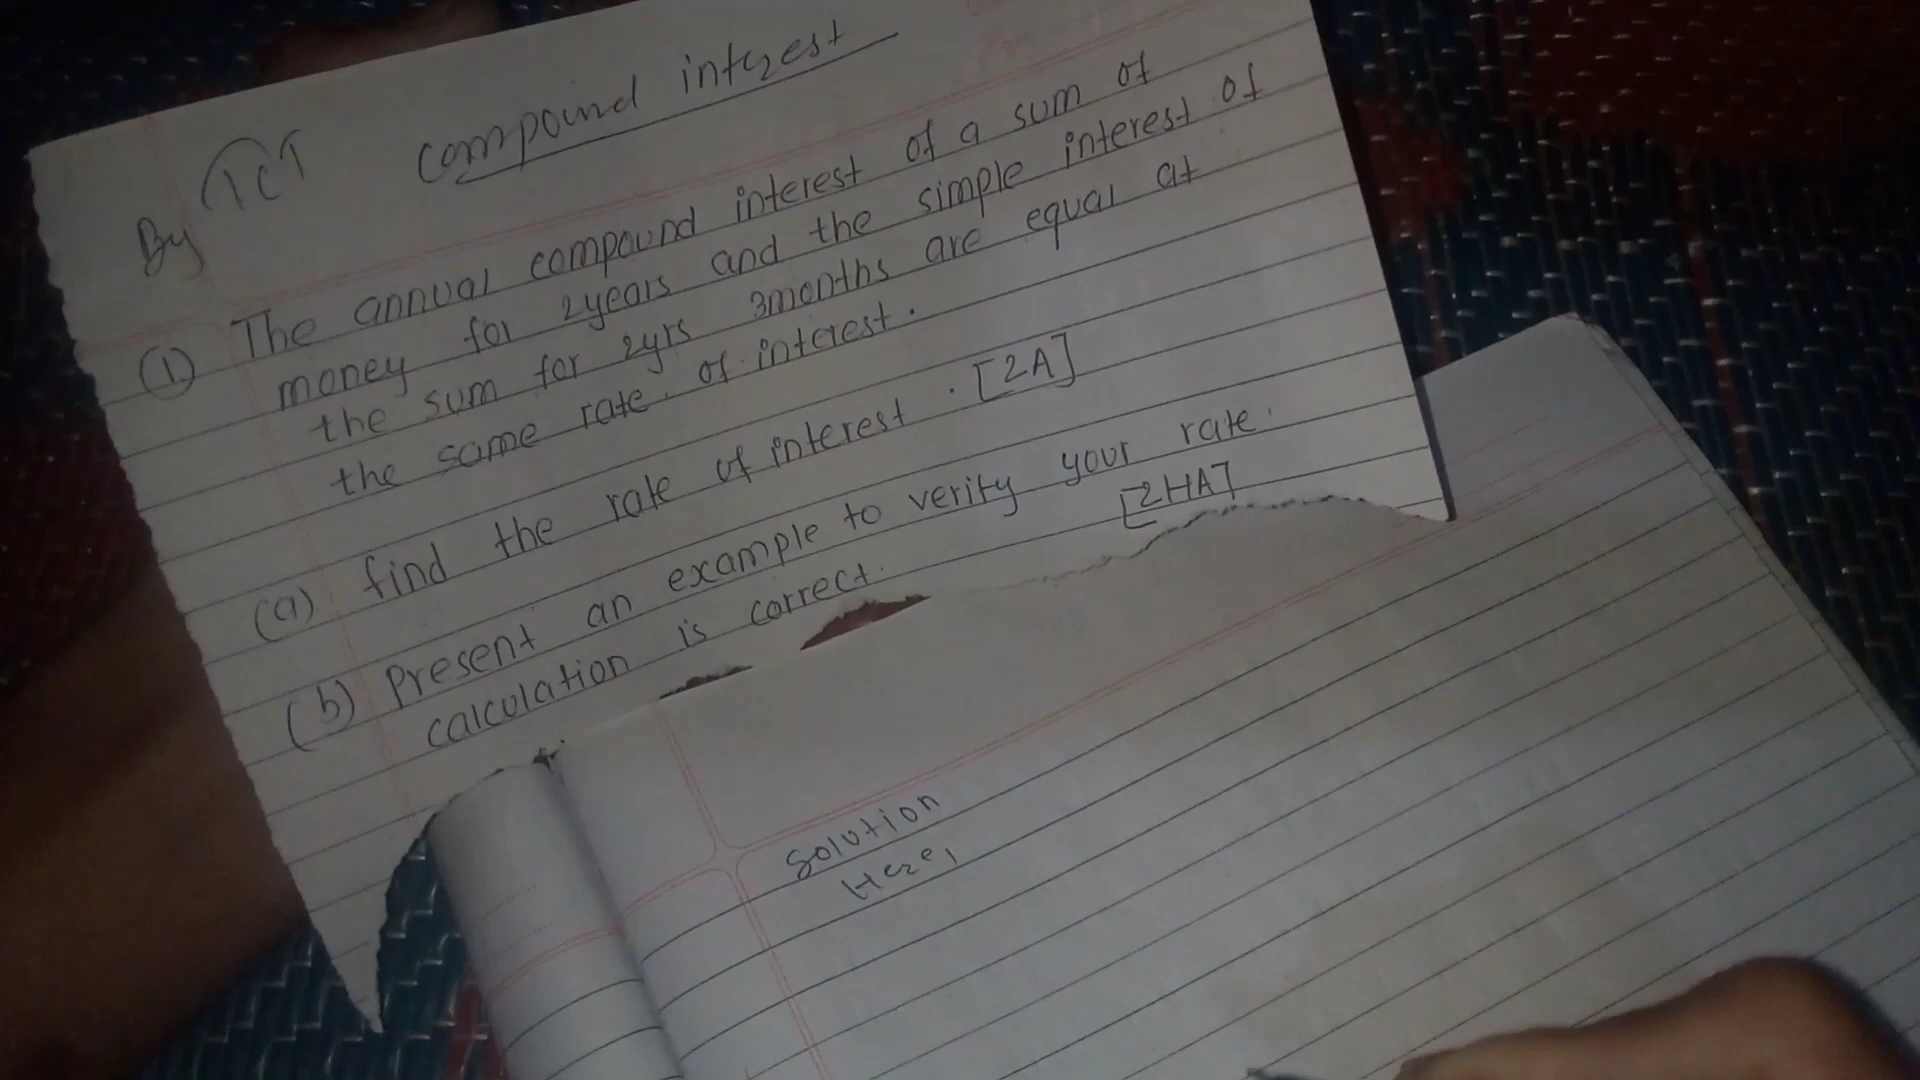 compound interest
By
(1) The annual compound interest of a sum of
money for 2years and the simple interest of
the sum for 2yrs 3months are equal at
the same rate of interest.
(a) find the rate of interest. [2A]
(b) Present an example to verify your rate.
calculation is correct. [2HA]
Solution
Here,